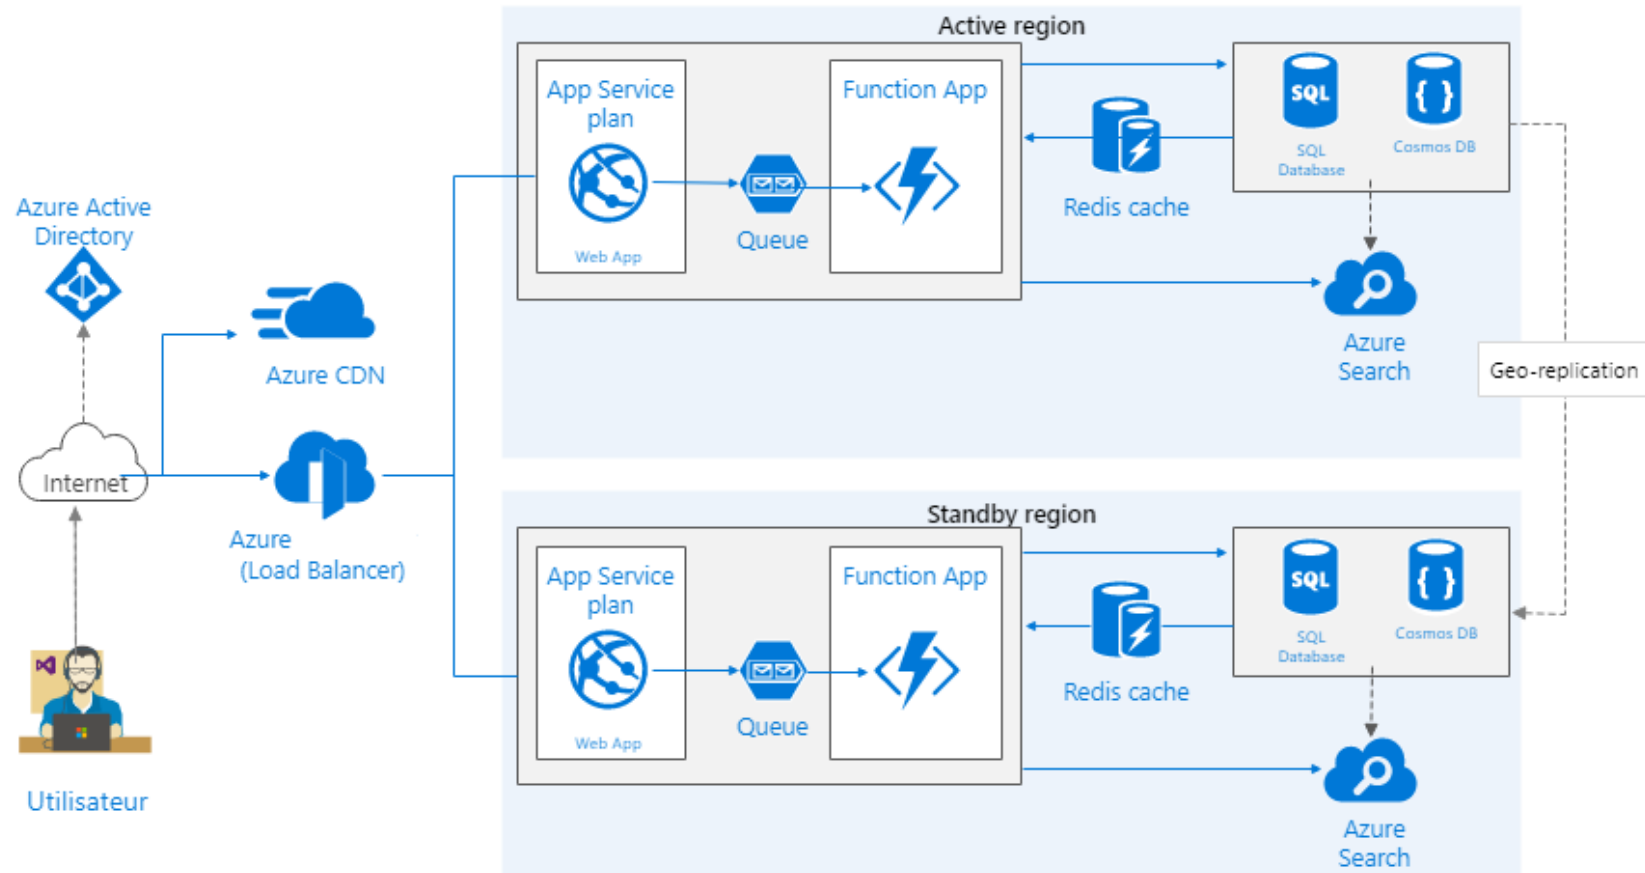 Active region
App Service
plan
Web App
Queue
Function App
Redis cache
SQL
SQL
Database
{ }
Cosmos DB
Azure
Search
Geo-replication
Azure Active
Directory
Azure CDN
Internet
Azure
(Load Balancer)
Utilisateur
Standby region
App Service
plan
Web App
Queue
Function App
Redis cache
SQL
SQL
Database
{ }
Cosmos DB
Azure
Search